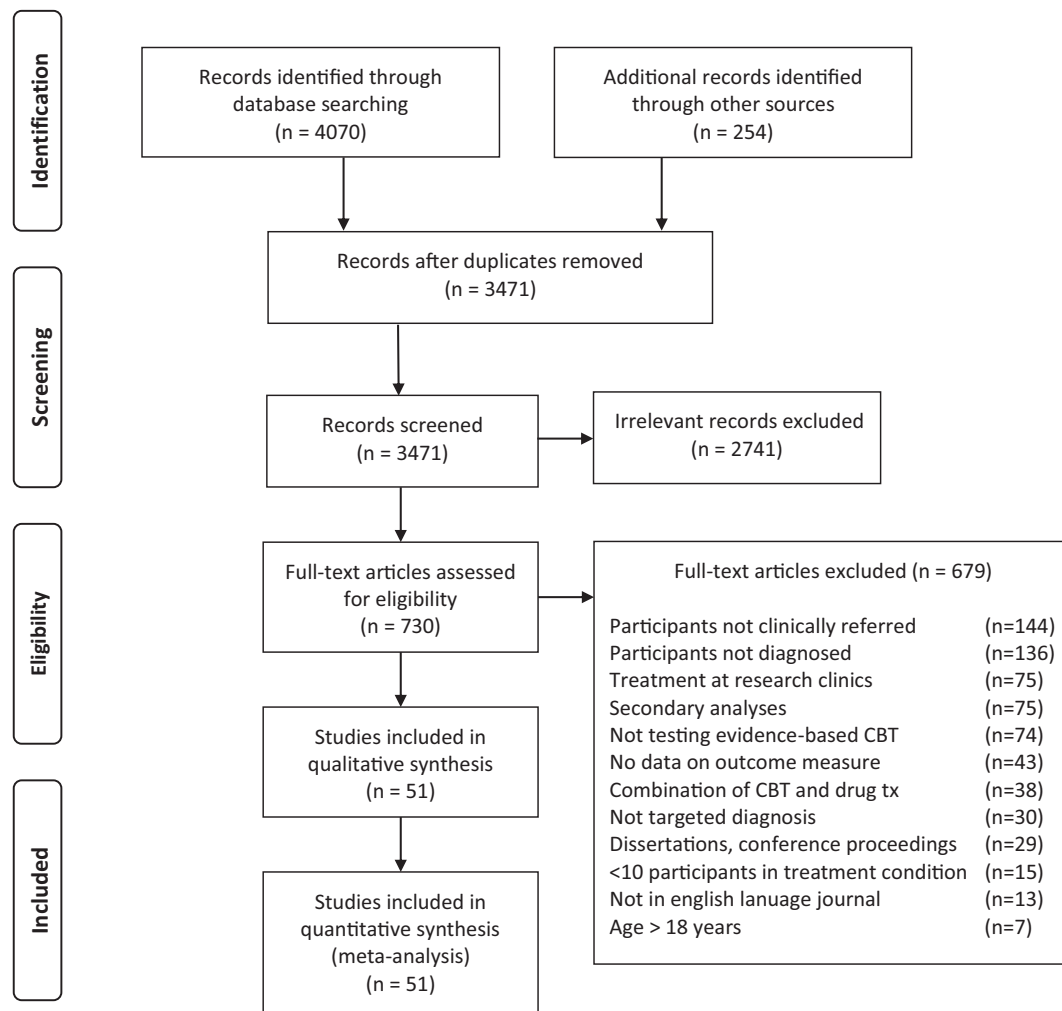 Identification
Records identified through
database searching
(n = 4070)
Additional records identified
through other sources
(n = 254)
Screening
Records after duplicates removed
(n = 3471)
Records screened
(n = 3471)
Irrelevant records excluded
(n = 2741)
Eligibility
Full-text articles assessed
for eligibility
(n = 730)
Full-text articles excluded (n = 679)
Participants not clinically referred (n=144)
Participants not diagnosed (n=136)
Treatment at research clinics (n=75)
Secondary analyses (n=75)
Not testing evidence-based CBT (n=74)
No data on outcome measure (n=43)
Combination of CBT and drug tx (n=38)
Not targeted diagnosis (n=30)
Dissertations, conference proceedings (n=29)
<10 participants in treatment condition (n=15)
Not in english lanuage journal (n=13)
Age > 18 years (n=7)
Studies included in
qualitative synthesis
(n = 51)
Included
Studies included in
quantitative synthesis
(meta-analysis)
(n = 51)